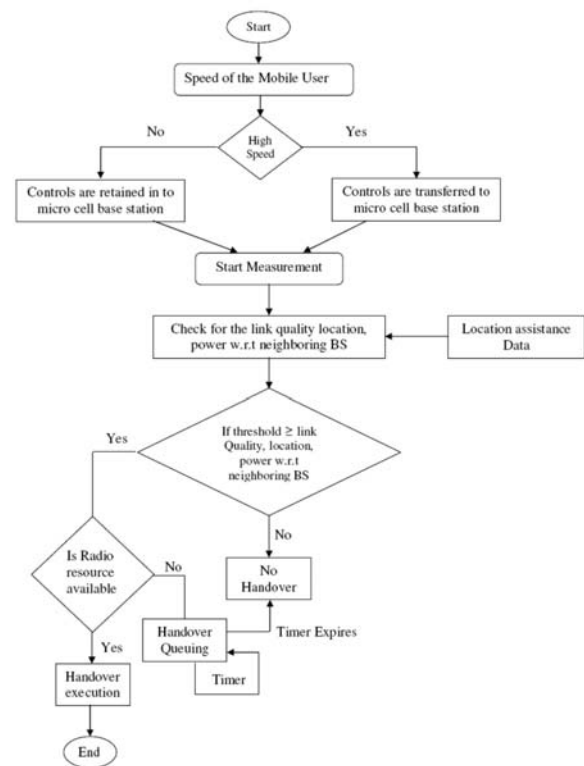 Start
Speed of the Mobile User
No
Yes
High
Speed
Controls are retained in to
micro cell base station
Controls are transferred to
micro cell base station
Start Measurement
Check for the link quality location,
power w.r.t neighboring BS
Location assistance
Data
Yes
If threshold ≥ link
Quality, location,
power w.r.t
neighboring BS
No
Is Radio
resource
available
No
No
Handover
Handover
Queuing
Timer Expires
Timer
Yes
Handover
execution
End